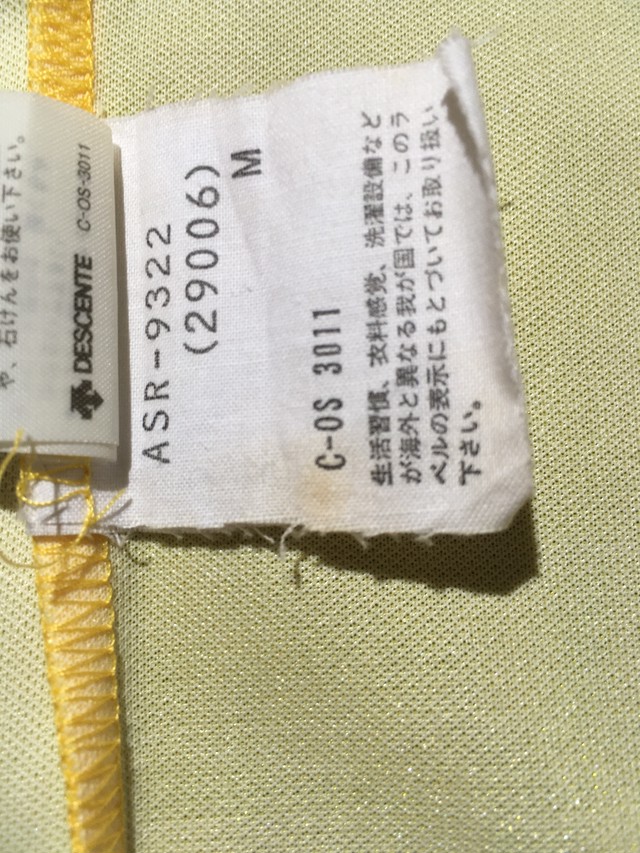 や、石けんをお使い下さい。
DESCENTE C-OS-3011
ASR-9322
(29006)
M
C-OS 3011
生活習慣、衣料感覚、洗濯設備など
が海外と異なる我が国では、このラ
ベルの表示にもとづいてお取り扱い
下さい。